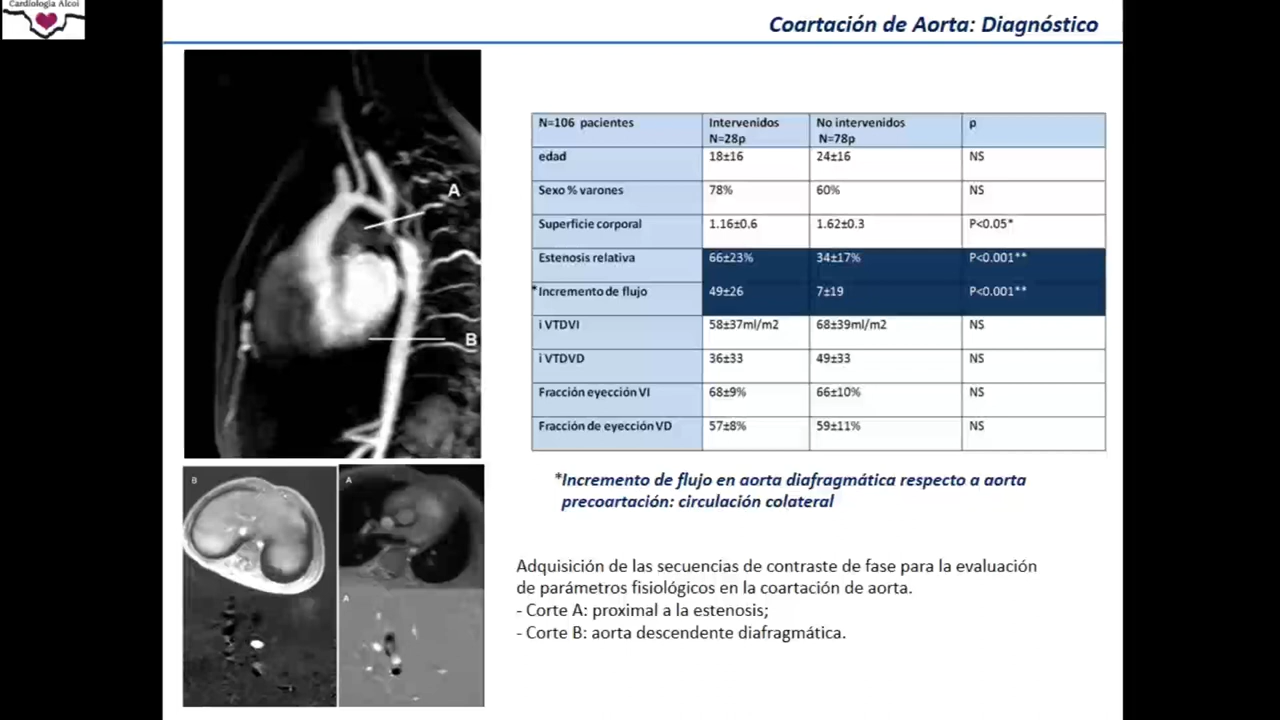 Cardiología Alcoi
Coartación de Aorta: Diagnóstico
A
B
B
A
A
N=106 pacientes Intervenidos N=28p No intervenidos N=78p p
edad 18±16 24±16 NS
Sexo % varones 78% 60% NS
Superficie corporal 1.16±0.6 1.62±0.3 P<0.05*
Estenosis relativa 66±23% 34±17% P<0.001**
*Incremento de flujo 49±26 7±19 P<0.001**
i VTDVI 58±37ml/m2 68±39ml/m2 NS
i VTDVD 36±33 49±33 NS
Fracción eyección VI 68±9% 66±10% NS
Fracción de eyección VD 57±8% 59±11% NS
*Incremento de flujo en aorta diafragmática respecto a aorta
precoartación: circulación colateral
Adquisición de las secuencias de contraste de fase para la evaluación
de parámetros fisiológicos en la coartación de aorta.
- Corte A: proximal a la estenosis;
- Corte B: aorta descendente diafragmática.